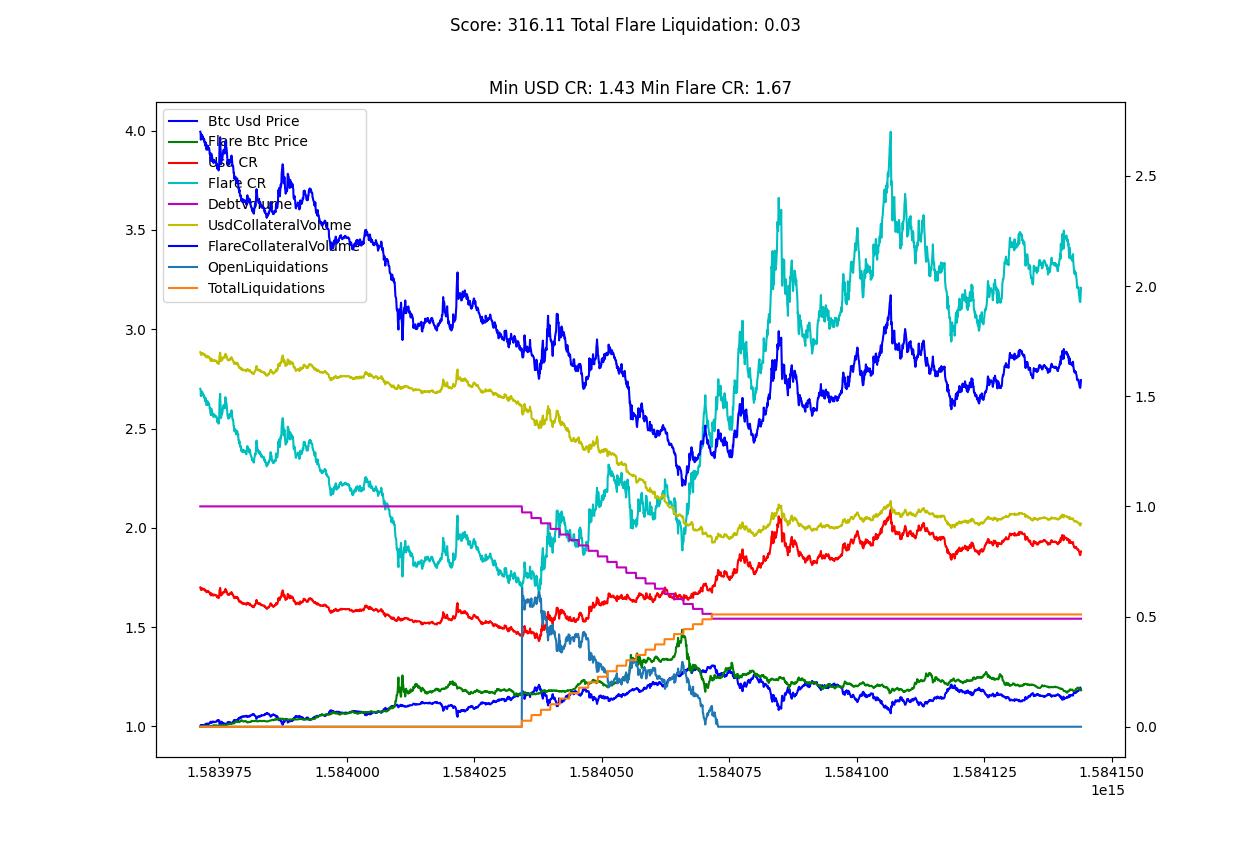 Score: 316.11 Total Flare Liquidation: 0.03
Min USD CR: 1.43 Min Flare CR: 1.67
Btc Usd Price
Flare Btc Price
Usd CR
Flare CR
DebtVolume
UsdCollateralVolume
FlareCollateralVolume
OpenLiquidations
TotalLiquidations
4.0
3.5
3.0
2.5
2.0
1.5
1.0
2.5
2.0
1.5
1.0
0.5
0.0
1.583975
1.584000
1.584025
1.584050
1.584075
1.584100
1.584125
1.584150
1e15